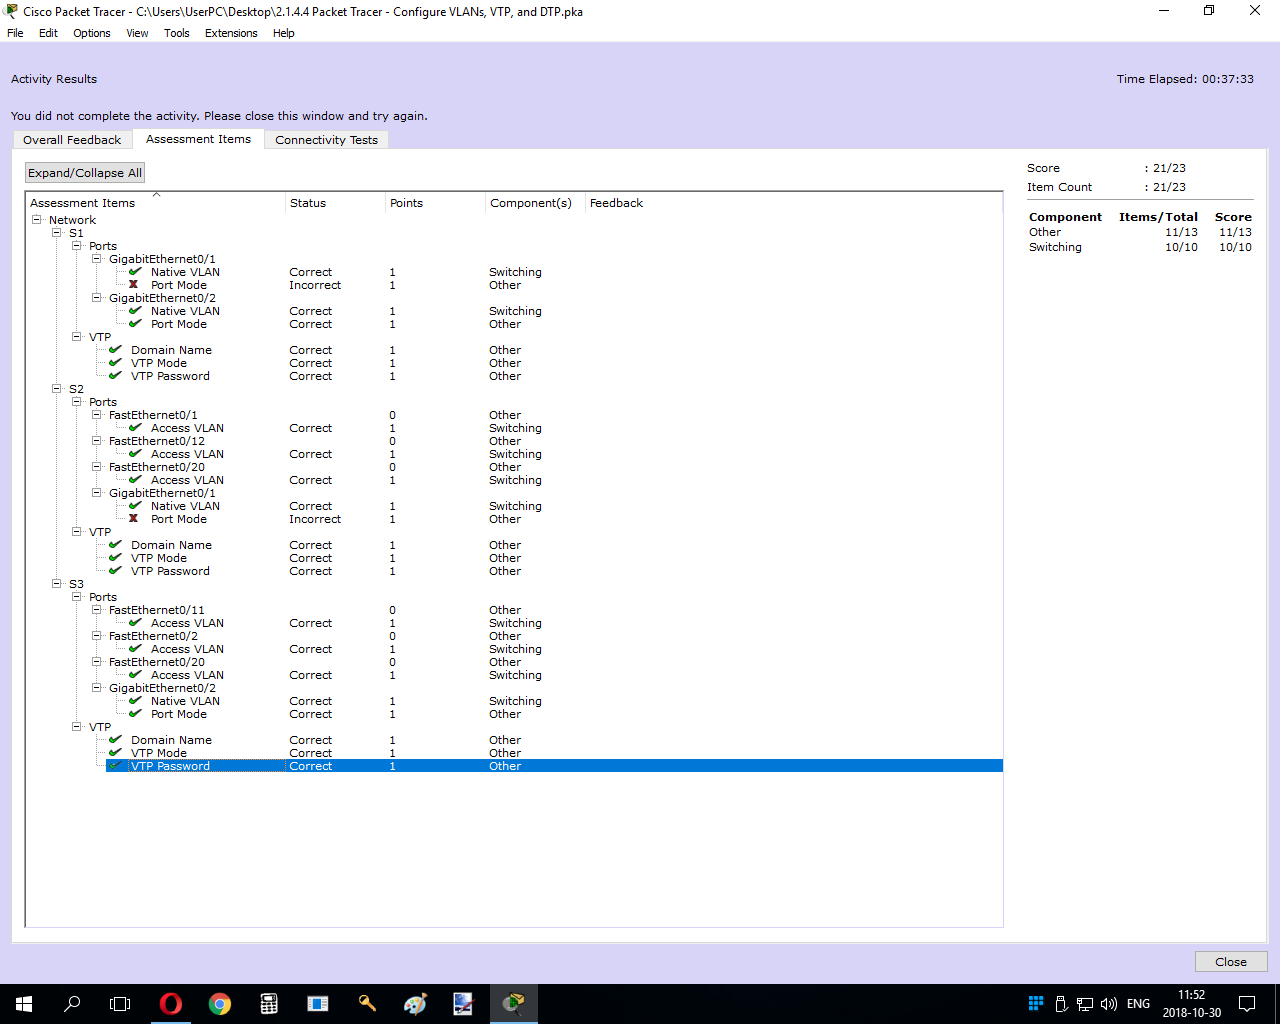 Cisco Packet Tracer - C:\Users\UserPC\Desktop\2.1.4.4 Packet Tracer - Configure VLANs, VTP, and DTP.pka
File Edit Options View Tools Extensions Help
Activity Results
Time Elapsed: 00:37:33
You did not complete the activity. Please close this window and try again.
Overall Feedback Assessment Items Connectivity Tests
Expand/Collapse All
Assessment Items Status Points Component(s) Feedback
Network
S1
Ports
GigabitEthernet0/1
Native VLAN Correct 1 Switching
Port Mode Incorrect 1 Other
GigabitEthernet0/2
Native VLAN Correct 1 Switching
Port Mode Correct 1 Other
VTP
Domain Name Correct 1 Other
VTP Mode Correct 1 Other
VTP Password Correct 1 Other
S2
Ports
FastEthernet0/1 0 Other
Access VLAN Correct 1 Switching
FastEthernet0/12 0 Other
Access VLAN Correct 1 Switching
FastEthernet0/20 0 Other
Access VLAN Correct 1 Switching
GigabitEthernet0/1
Native VLAN Correct 1 Switching
Port Mode Incorrect 1 Other
VTP
Domain Name Correct 1 Other
VTP Mode Correct 1 Other
VTP Password Correct 1 Other
S3
Ports
FastEthernet0/11 0 Other
Access VLAN Correct 1 Switching
FastEthernet0/2 0 Other
Access VLAN Correct 1 Switching
FastEthernet0/20 0 Other
Access VLAN Correct 1 Switching
GigabitEthernet0/2
Native VLAN Correct 1 Switching
Port Mode Correct 1 Other
VTP
Domain Name Correct 1 Other
VTP Mode Correct 1 Other
VTP Password Correct 1 Other
Score : 21/23
Item Count : 21/23
Component Items/Total Score
Other 11/13 11/13
Switching 10/10 10/10
Close
ENG
11:52
2018-10-30